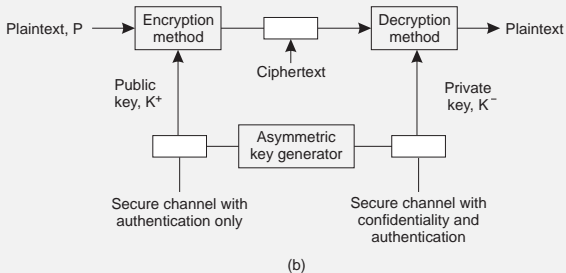 Plaintext, P
Encryption
method
Ciphertext
Decryption
method
Plaintext
Public
key, K⁺
Private
key, K⁻
Asymmetric
key generator
Secure channel with
authentication only
Secure channel with
confidentiality and
authentication
(b)